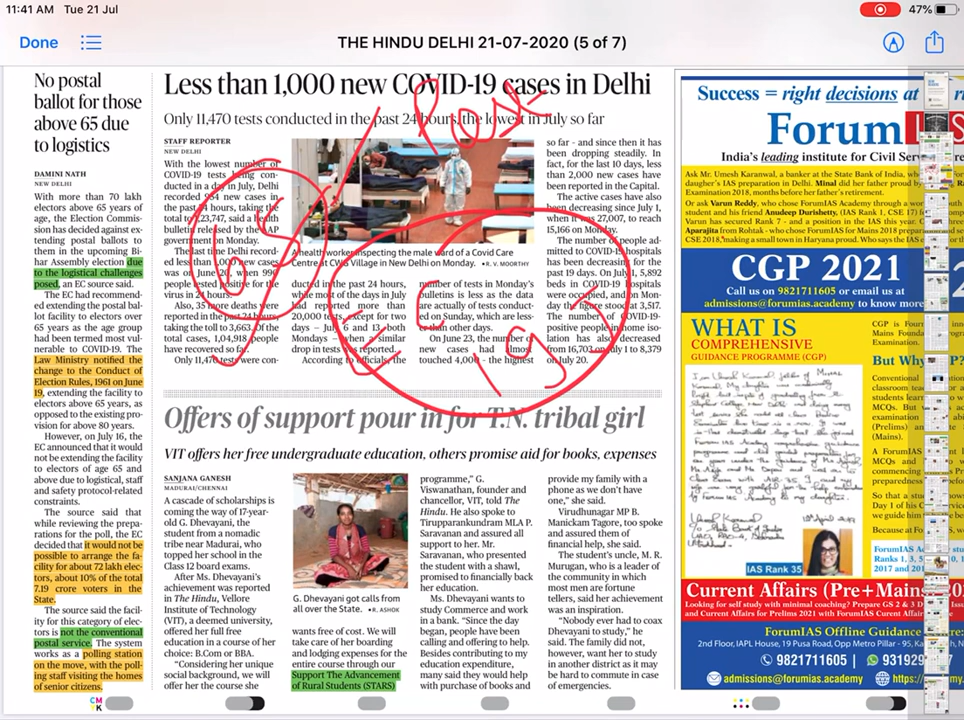 11:41 AM Tue 21 Jul
47%
Done
THE HINDU DELHI 21-07-2020 (5 of 7)
No postal
ballot for those
above 65 due
to logistics
DAMINI NATH
NEW DELHI
With more than 70 lakh
electors above 65 years of
age, the Election Commis-
sion has decided against ex-
tending postal ballots to
them in the upcoming Bi-
har Assembly election due
to the logistical challenges
posed, an EC source said.
The EC had recommend-
ed extending the postal bal-
lot facility to electors over
65 years as the age group
had been termed most vul-
nerable to COVID-19. The
Law Ministry notified the
change to the Conduct of
Election Rules, 1961 on June
19, extending the facility to
electors above 65 years, as
opposed to the existing pro-
vision for above 80 years.
However, on July 16, the
EC announced that it would
not be extending the facility
to electors of age 65 and
above due to logistical, staff
and safety protocol-related
constraints.
The source said that
while reviewing the prepara-
tions for the poll, the EC
decided that it would not be
possible to arrange the fa-
cility for about 72 lakh elec-
tors, about 10% of the total
7.19 crore voters in the
State.
The source said the facil-
ity for this category of elec-
tors is not the conventional
postal service. The system
works as a polling station
on the move, with the poll-
ing staff visiting the homes
of senior citizens.
Less than 1,000 new COVID-19 cases in Delhi
Only 11,470 tests conducted in the past 24 hours, the lowest in July so far
STAFF REPORTER
NEW DELHI
With the lowest number of
COVID tests being con-
ducted in a day in July, Delhi
recorded 954 new cases in
the past 24 hours, taking the
total to 1,23,747, said a health
bulletin released by the AAP
government on Monday.
The last time Delhi record-
ed less than 1,000 new cases
was on June
people tested positive for the
virus in 24 hours.
Also, 35 more deaths were
reported in the past 24 hours,
taking the toll to 3,663. Of the
total cases, 1,04,918 people
have recovered so far.
Only 11,470 tests were con-
A health worker inspecting the mare ward of a Covid Care
Centre at CWG Village in New Delhi on Monday. •R. V. MOORTHY
ducted in the past 24 hours,
while most of the days in July
had reported more than
20,000 tests, except for two
days – July 6 and 13, both
Mondays – when a similar
drop in tests was reported.
According to officials, the
number of tests in Monday's
bulletins is less as the data
are actually of tests conduct-
ed on Sunday, which are less-
er than other days.
On June 23, the number of
new cases had
touched 4,000 – the highest
so far - and since then it has
been dropping steadily. In
fact, for the last 10 days, less
than 2,000 new cases have
been reported in the Capital.
The active cases have also
been decreasing since July 1,
when it was 27,007, to reach
15,166 on Monday.
The number of people ad-
mitted to COVID-19 hospitals
has been decreasing for the
past 19 days. On July 1, 5,892
beds in COVID-19 hospitals
were occupied, and on Mon-
day the figure stood at 3,517.
The number of COVID-19
positive people in home iso-
lation has also decreased
from 16,703 on July 1 to 8,379
on July 20.
65
Post
Offers of support pour in for T.N. tribal girl
VIT offers her free undergraduate education, others promise aid for books, expenses
SANJANA GANESH
MADURAI/CHENNAI
A cascade of scholarships is
coming the way of 17-year-
old G. Dhevayani, the
student from a nomadic
tribe near Madurai, who
topped her school in the
Class 12 board exams.
After Ms. Dhevayani's
achievement was reported
in The Hindu, Vellore
Institute of Technology
(VIT), a deemed university,
offered her full free
education in a course of her
choice: B.Com or BBA.
“Considering her unique
social background, we will
offer her the course she
G. Dhevayani got calls from
all over the State. •R. ASHOK
wants free of cost. We will
take care of her boarding
and lodging expenses for the
entire course through our
Support The Advancement
of Rural Students (STARS)
programme,” G.
Viswanathan, founder and
chancellor, VIT, told The
Hindu. He also spoke to
Tirupparankundram MLA P.
Saravanan and assured all
support to her. Mr.
Saravanan, who presented
the student with a shawl,
promised to financially back
her education.
Ms. Dhevayani wants to
study Commerce and work
in a bank. “Since the day
began, people have been
calling and offering to help.
Besides contributing to my
education expenditure,
many said they would help
with purchase of books and
provide my family with a
phone as we don't have
one,” she said.
Virudhunagar MP B.
Manickam Tagore, too spoke
and assured them of
financial help, she said.
The student's uncle, M. R.
Murugan, who is a leader of
the community in which
most men are fortune
tellers, said her achievement
was an inspiration.
“Nobody ever had to coax
Dhevayani to study,” he
said. The family did not,
however, want her to study
in another district as it may
be hard to commute in case
of emergencies.
Success = right decisions at
Forum
India's leading institute for Civil
CGP 2021
Call us on 9821711605 or email us at
admissions@forumias.academy to know more
WHAT IS
COMPREHENSIVE
GUIDANCE PROGRAMME (CGP)
But Why
IAS Rank 35
Current Affairs (Pre+Mains
Looking for self study with minimal coaching? Prepare GS 2 & 3
and Current Affairs for Prelims 2021 with ForumIAS Current Affairs
ForumIAS Offline Guidance
2nd Floor, IAPL House, 19 Pusa Road, Opp Metro Pillar - 95, Ka
9821711605 |
admissions@forumias.academy